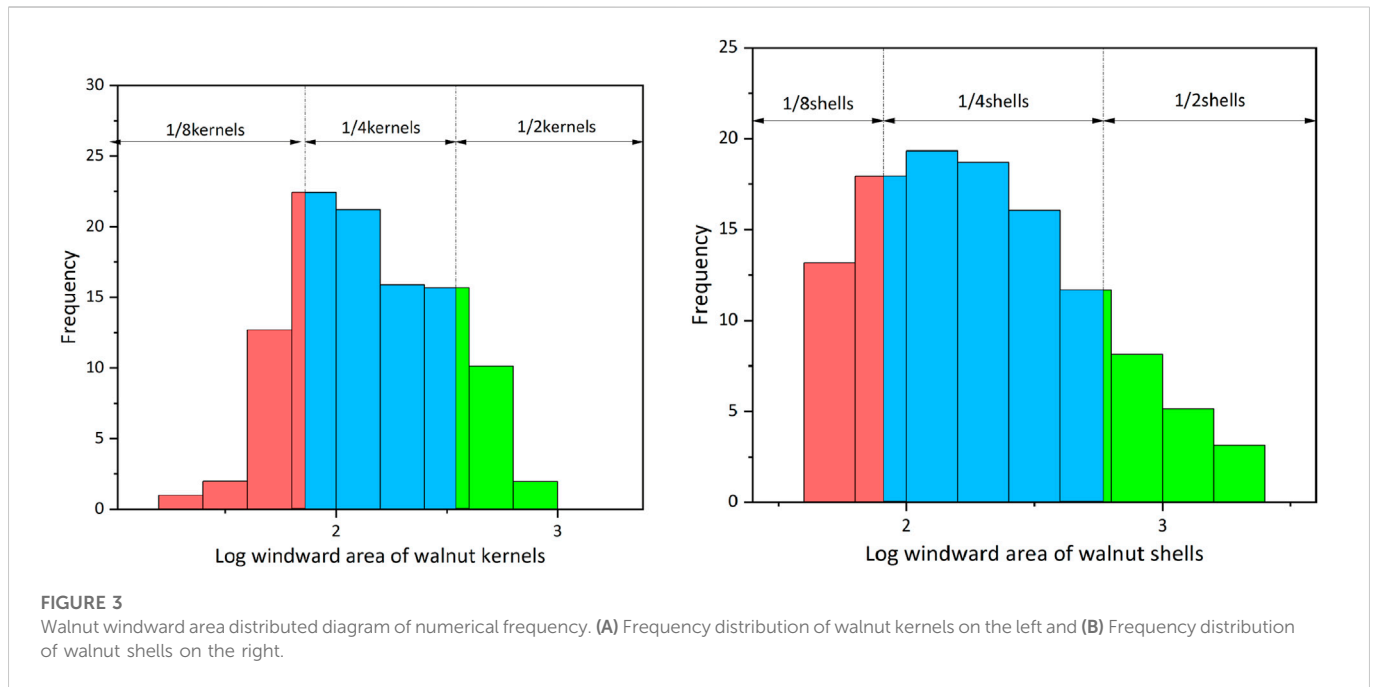 30
25
20
15
10
5
0
1/8kernels
1/4kernels
1/2kernels
Frequency
2
3
Log windward area of walnut kernels
25
20
15
10
5
0
1/8shells
1/4shells
1/2shells
Frequency
2
3
Log windward area of walnut shells
FIGURE 3
Walnut windward area distributed diagram of numerical frequency. (A) Frequency distribution of walnut kernels on the left and (B) Frequency distribution
of walnut shells on the right.